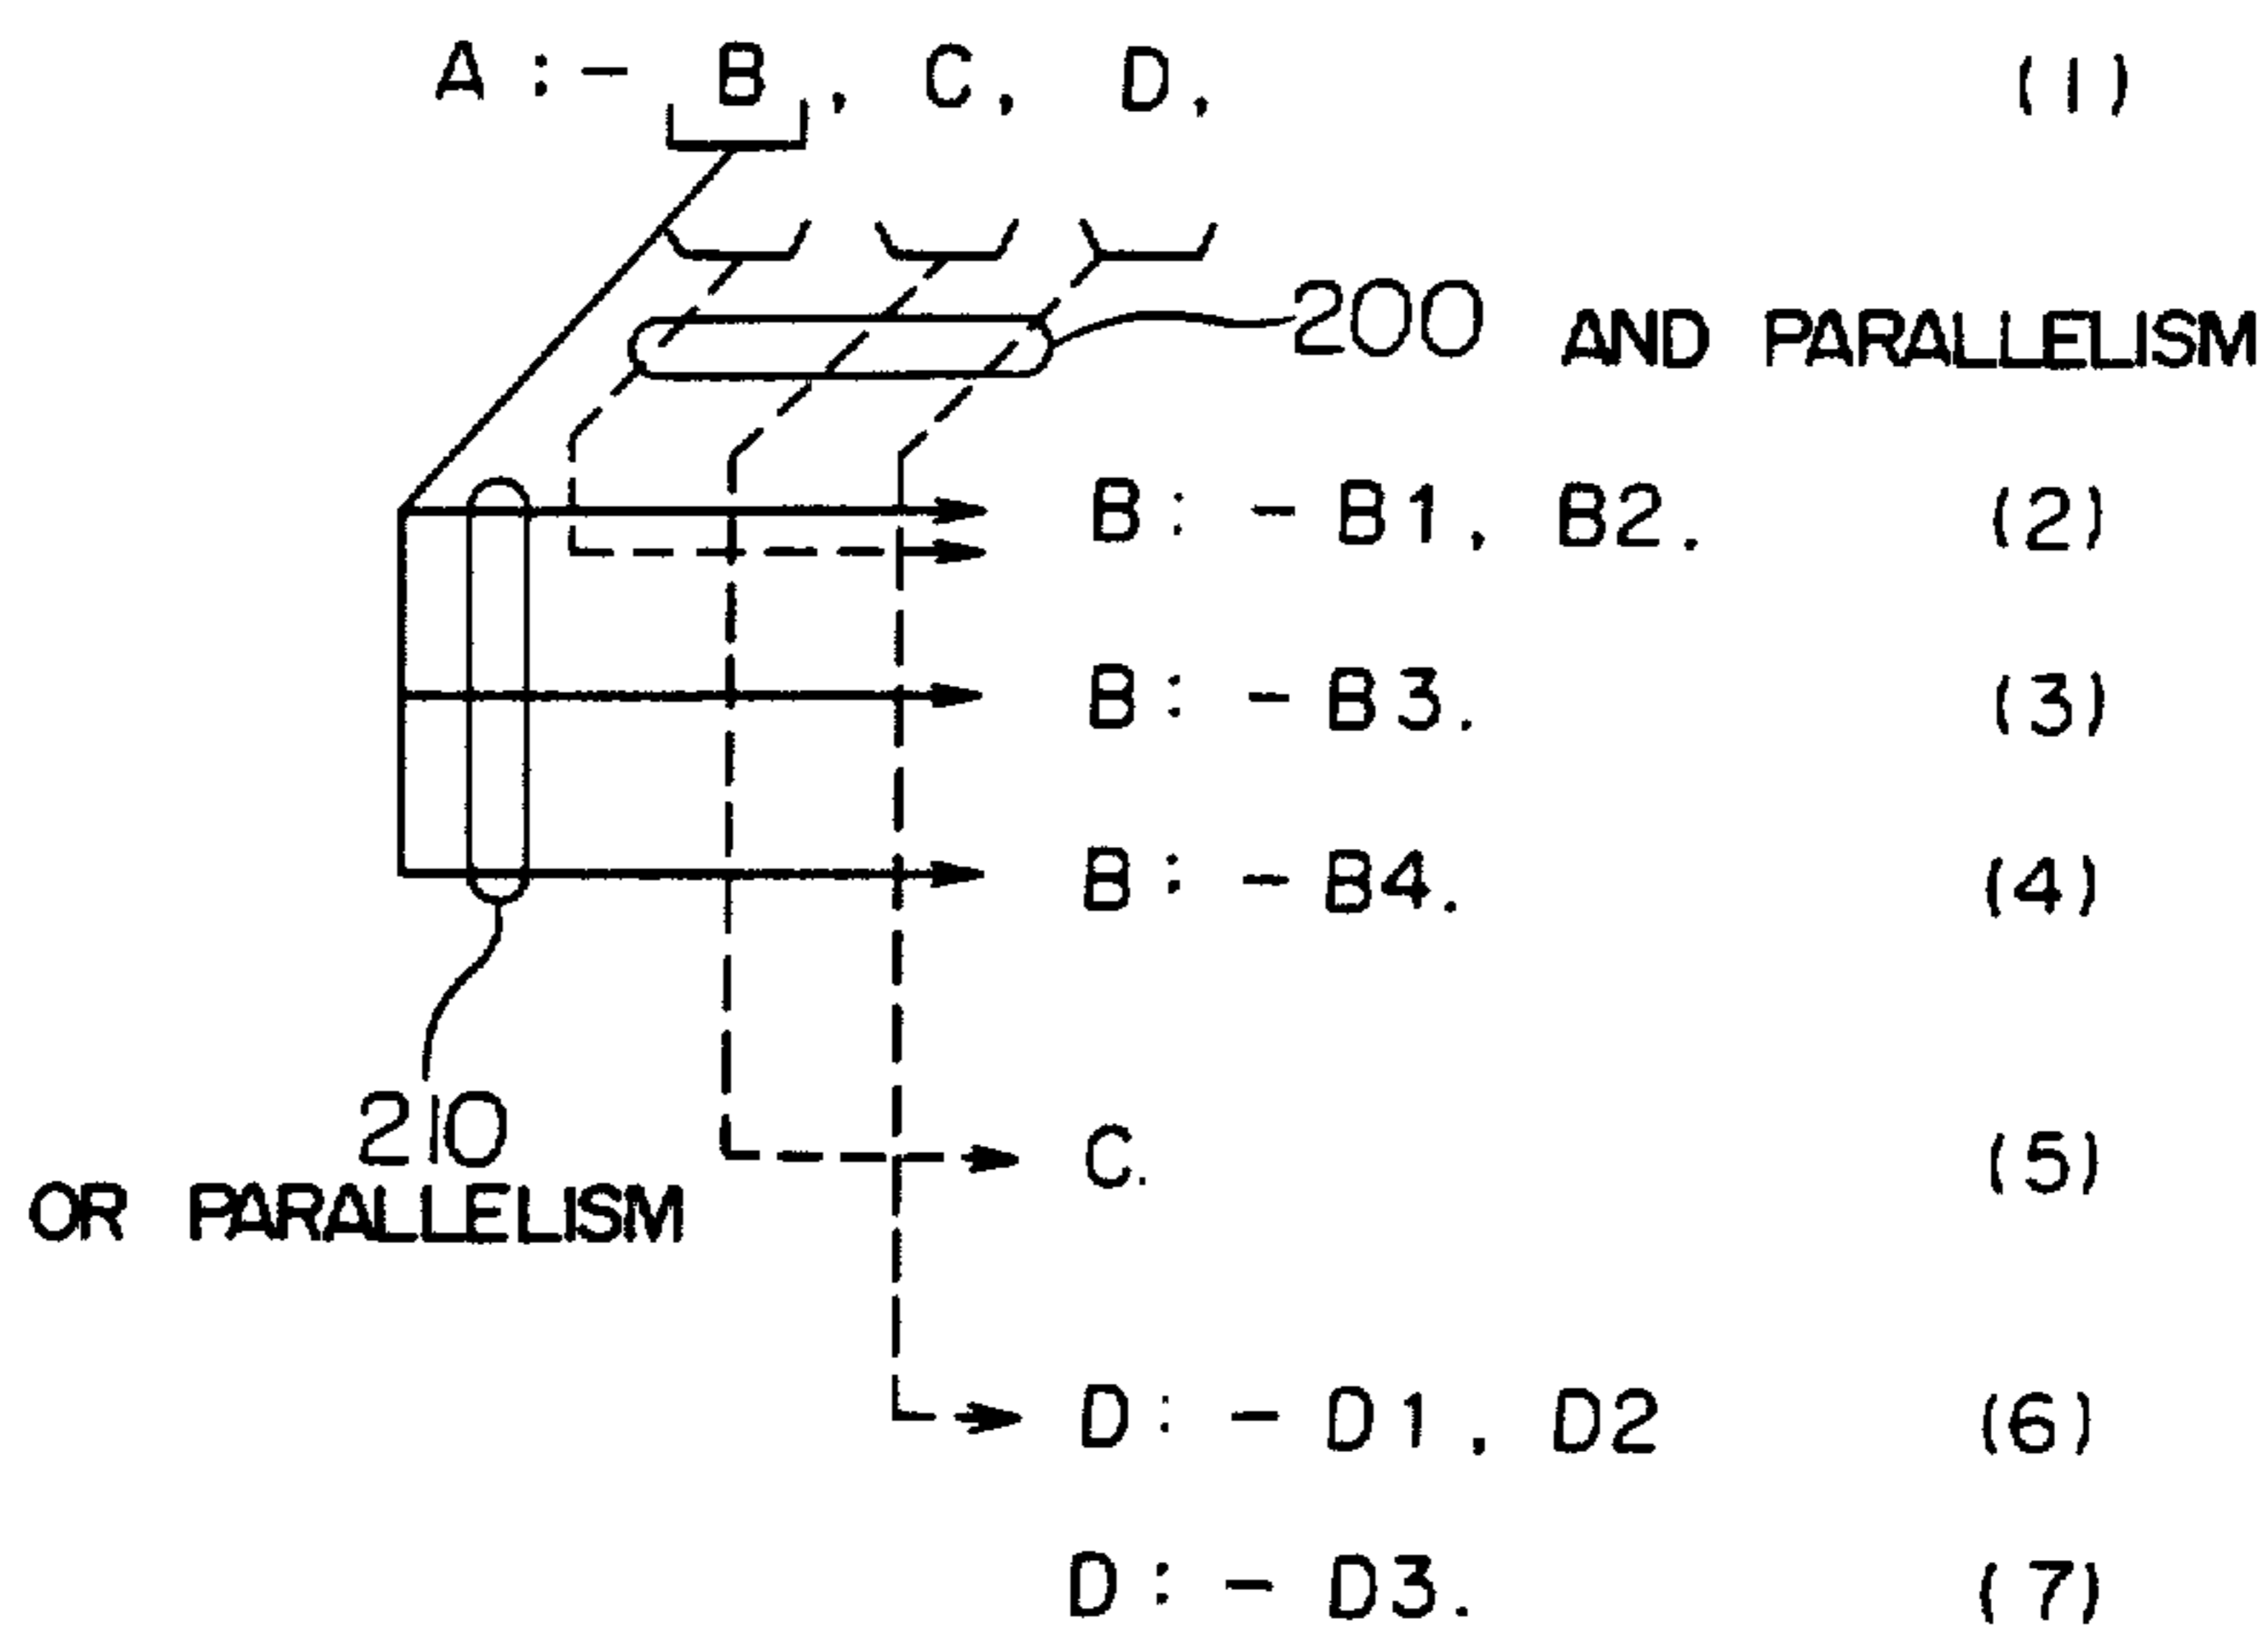 A :- B, C, D, (1)
200 AND PARALLELISM
B: - B1, B2. (2)
B: - B3. (3)
B: - B4. (4)
210
C. (5)
OR PARALLELISM
D: - D1, D2 (6)
D: - D3. (7)